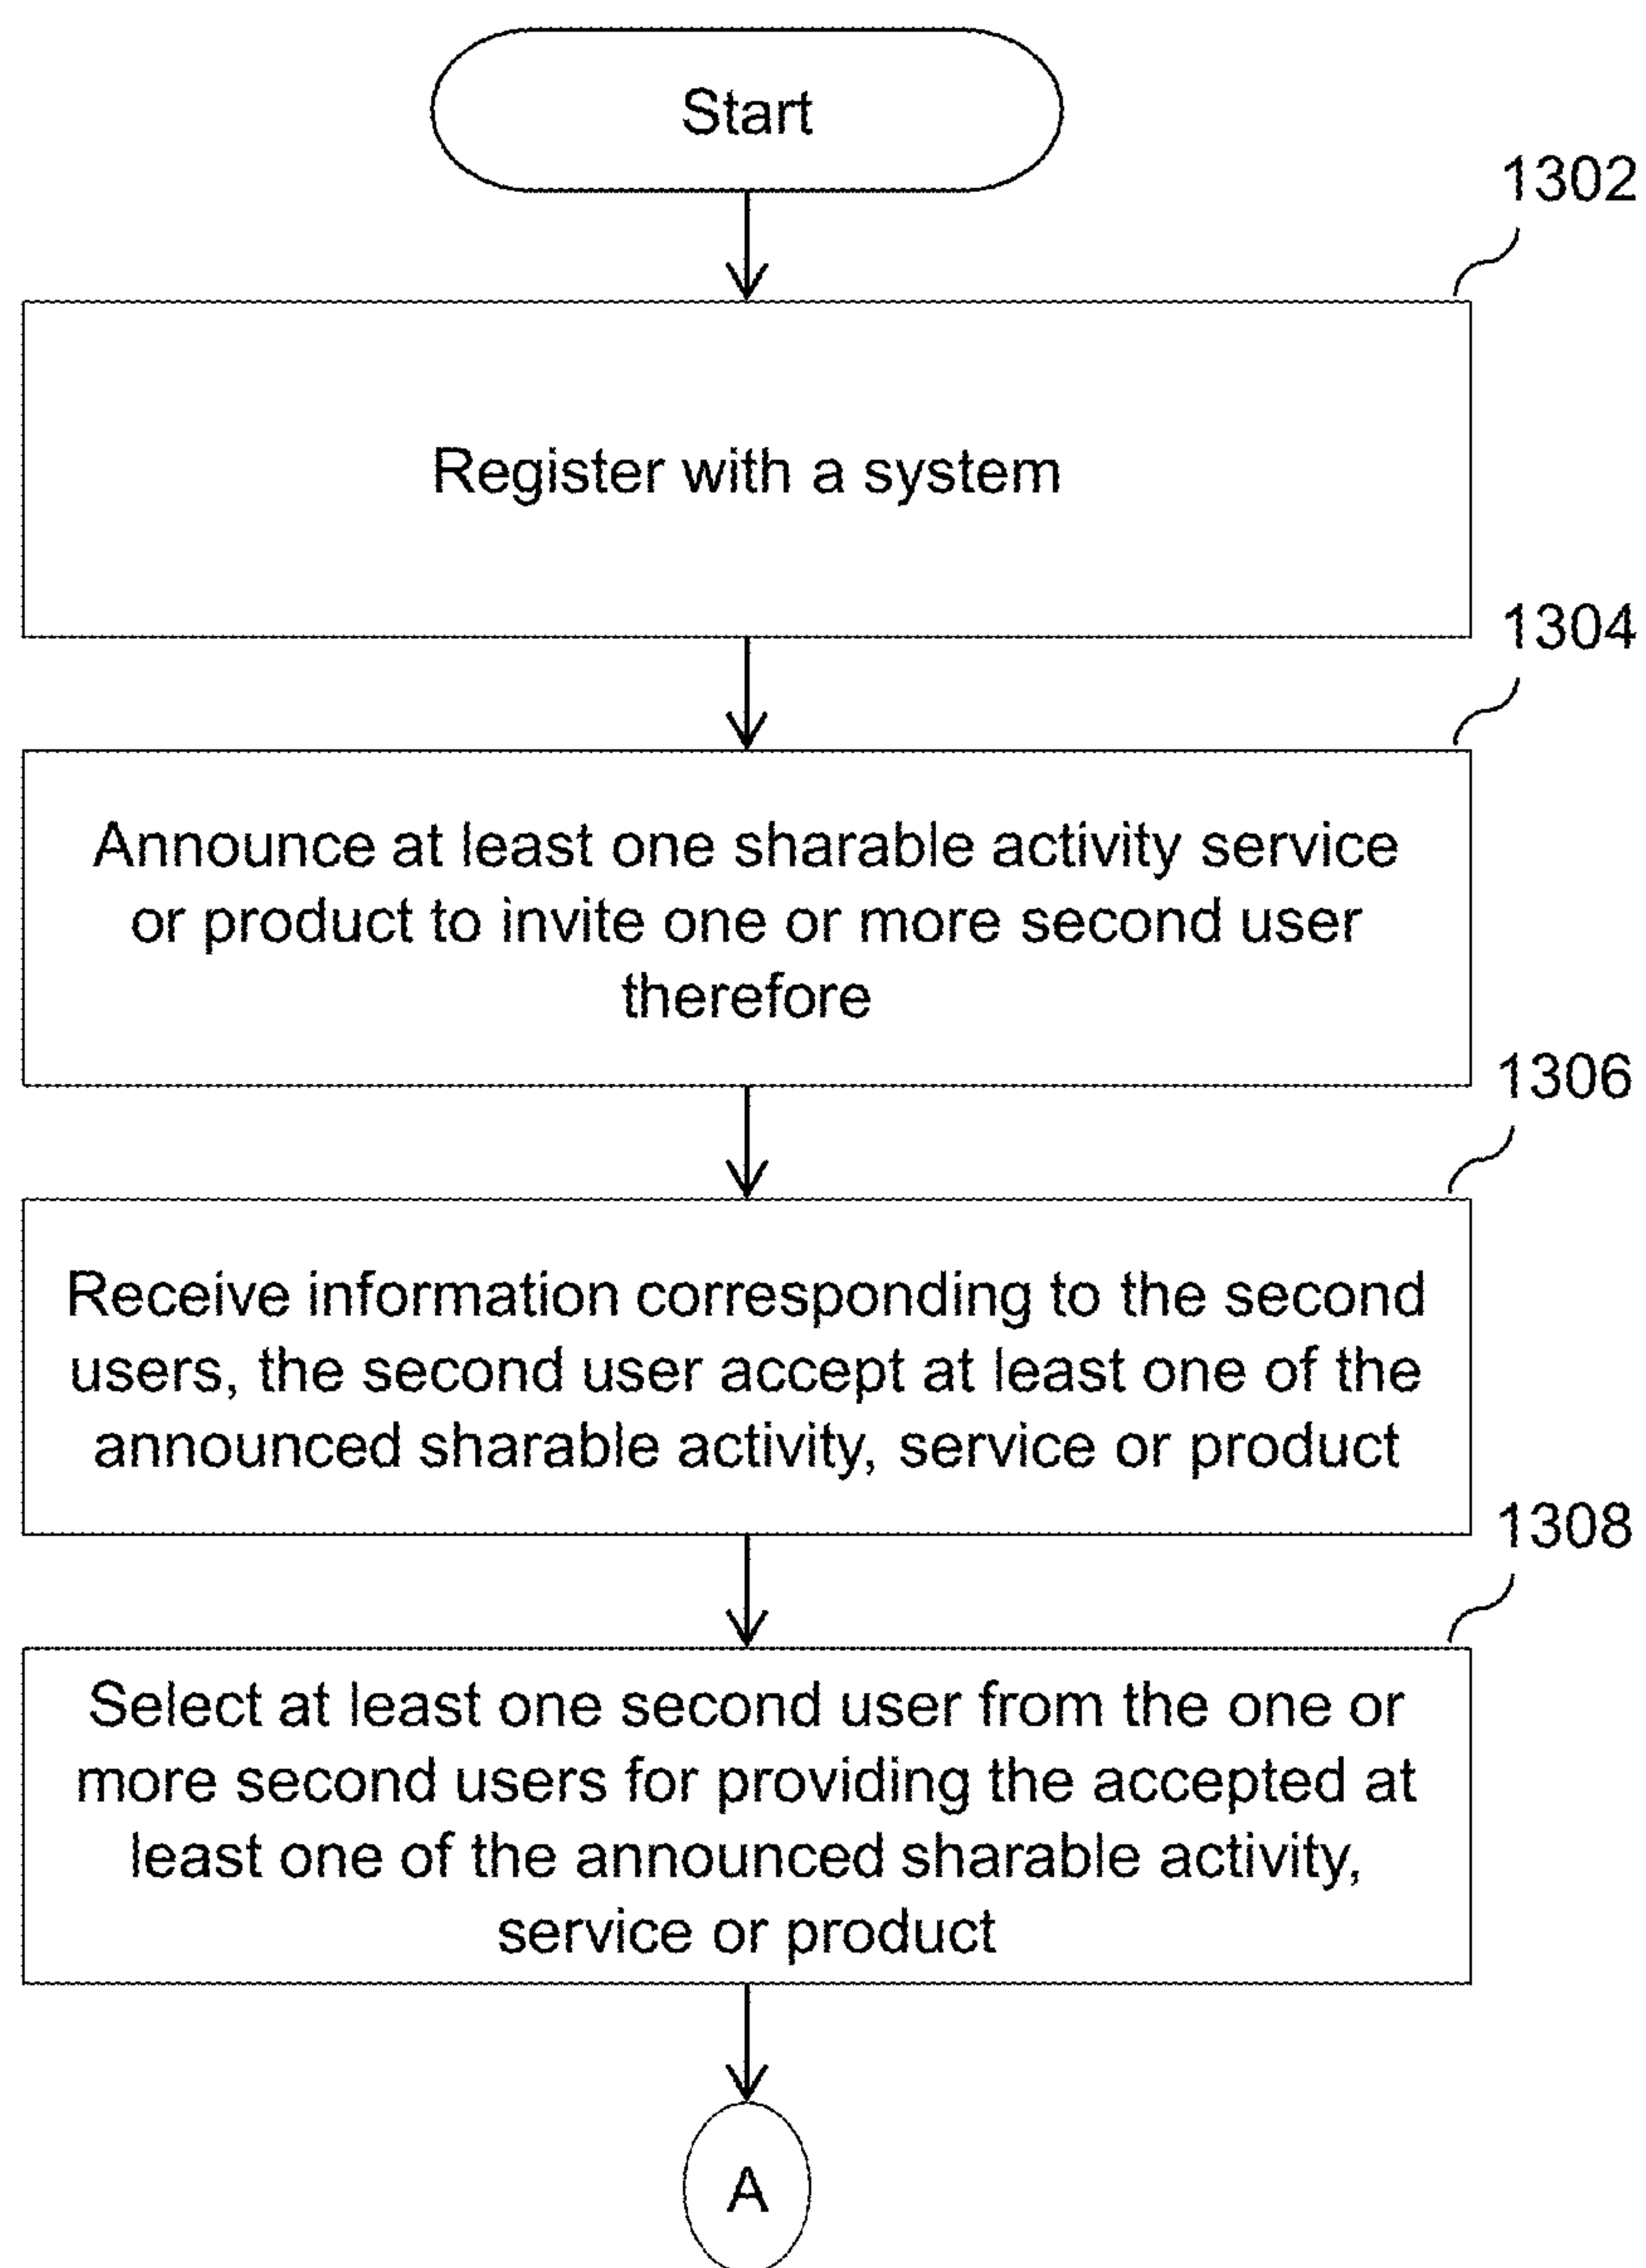 Start
1302
Register with a system
1304
Announce at least one sharable activity service
or product to invite one or more second user
therefore
1306
Receive information corresponding to the second
users, the second user accept at least one of the
announced sharable activity, service or product
1308
Select at least one second user from the one or
more second users for providing the accepted at
least one of the announced sharable activity,
service or product
A